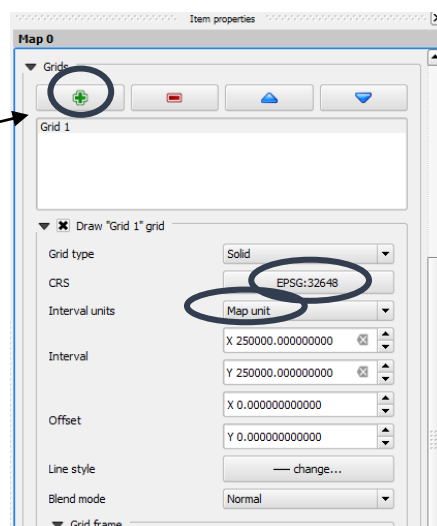 Item properties
Map 0
Grids
Grid 1
Draw "Grid 1" grid
Grid type Solid
CRS EPSG:32648
Interval units Map unit
Interval X 250000.000000000
Y 250000.000000000
Offset X 0.000000000000
Y 0.000000000000
Line style change...
Blend mode Normal
Grid frame